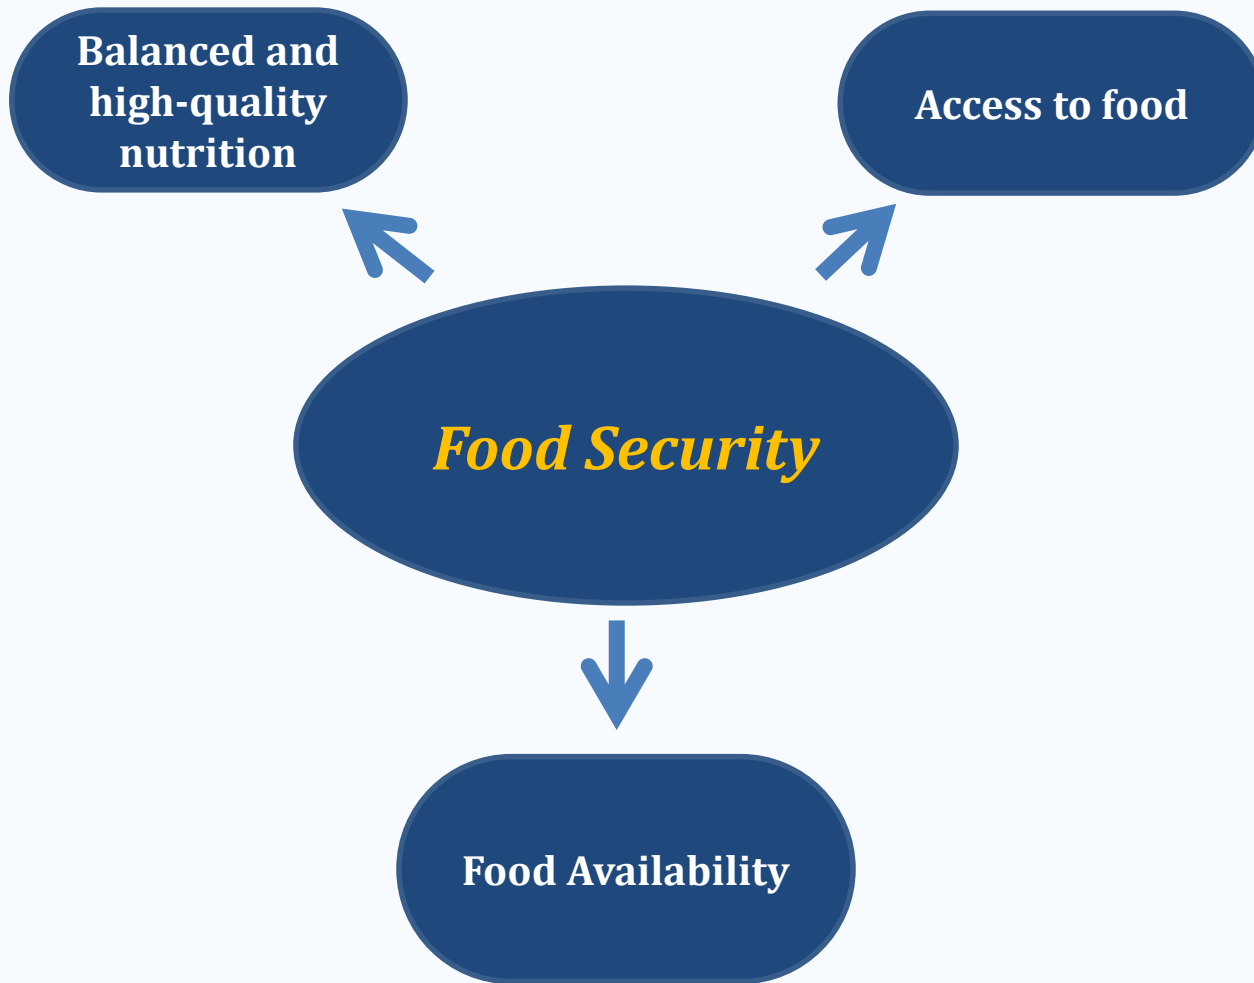 Balanced and
high-quality
nutrition
Access to food
Food Security
Food Availability